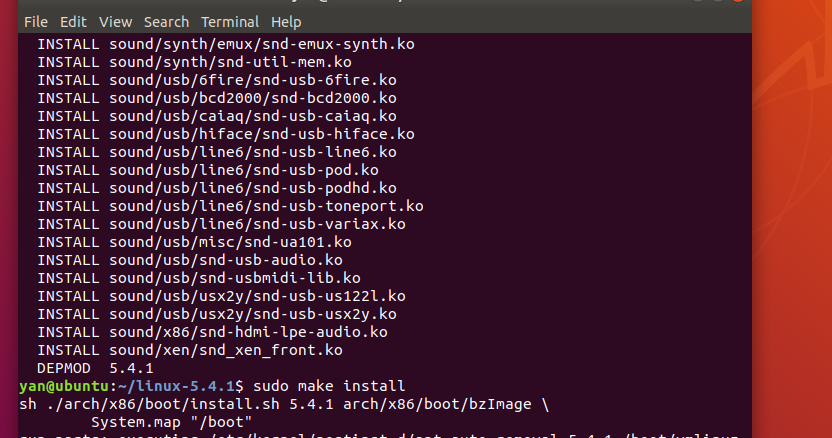 File Edit View Search Terminal Help
INSTALL sound/synth/emux/snd-emux-synth.ko
INSTALL sound/synth/snd-util-mem.ko
INSTALL sound/usb/6fire/snd-usb-6fire.ko
INSTALL sound/usb/bcd2000/snd-bcd2000.ko
INSTALL sound/usb/caiaq/snd-usb-caiaq.ko
INSTALL sound/usb/hiface/snd-usb-hiface.ko
INSTALL sound/usb/line6/snd-usb-line6.ko
INSTALL sound/usb/line6/snd-usb-pod.ko
INSTALL sound/usb/line6/snd-usb-podhd.ko
INSTALL sound/usb/line6/snd-usb-toneport.ko
INSTALL sound/usb/line6/snd-usb-variax.ko
INSTALL sound/usb/misc/snd-ua101.ko
INSTALL sound/usb/snd-usb-audio.ko
INSTALL sound/usb/snd-usbmidi-lib.ko
INSTALL sound/usb/usx2y/snd-usb-us122l.ko
INSTALL sound/usb/usx2y/snd-usb-usx2y.ko
INSTALL sound/x86/snd-hdmi-lpe-audio.ko
INSTALL sound/xen/snd_xen_front.ko
DEPMOD 5.4.1
yan@ubuntu:~/linux-5.4.1$ sudo make install
sh ./arch/x86/boot/install.sh 5.4.1 arch/x86/boot/bzImage \
System.map "/boot"